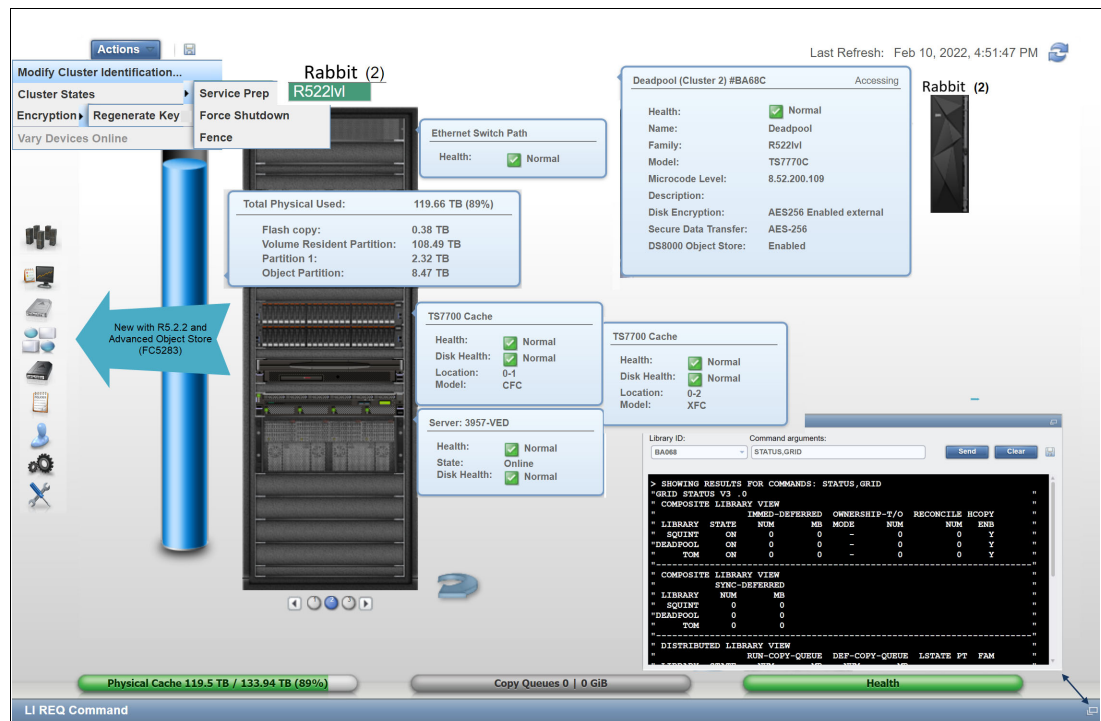 Actions
Last Refresh: Feb 10, 2022, 4:51:47 PM
Modify Cluster Identification...
Cluster States
Encryption
Regenerate Key
Vary Devices Online
Service Prep
Force Shutdown
Fence
Rabbit (2)
R522lvl
Ethernet Switch Path
Health: Normal
Deadpool (Cluster 2) #BA68C Accessing
Health: Normal
Name: Deadpool
Family: R522lvl
Model: TS7770C
Microcode Level: 8.52.200.109
Description:
Disk Encryption: AES256 Enabled external
Secure Data Transfer: AES-256
DS8000 Object Store: Enabled
Rabbit (2)
Total Physical Used: 119.66 TB (89%)
Flash copy: 0.38 TB
Volume Resident Partition: 108.49 TB
Partition 1: 2.32 TB
Object Partition: 8.47 TB
New with R5.2.2 and
Advanced Object Store
(FC5283)
TS7700 Cache
Health: Normal
Disk Health: Normal
Location: 0-1
Model: CFC
TS7700 Cache
Health: Normal
Disk Health: Normal
Location: 0-2
Model: XFC
Server: 3957-VED
Health: Normal
State: Online
Disk Health: Normal
Library ID: Command arguments:
BA068 STATUS,GRID Send Clear
> SHOWING RESULTS FOR COMMANDS: STATUS,GRID
"GRID STATUS V3 .0 "
" COMPOSITE LIBRARY VIEW "
" IMMED-DEFERRED OWNERSHIP-T/O RECONCILE HCOPY "
" LIBRARY STATE NUM MB MODE NUM NUM ENB "
" SQUINT ON 0 0 - 0 0 Y "
"DEADPOOL ON 0 0 - 0 0 Y "
" TOM ON 0 0 - 0 0 Y "
"------------------------------------------------------------------------"
" COMPOSITE LIBRARY VIEW "
" SYNC-DEFERRED "
" LIBRARY NUM MB "
" SQUINT 0 0 "
"DEADPOOL 0 0 "
" TOM 0 0 "
"------------------------------------------------------------------------"
" DISTRIBUTED LIBRARY VIEW "
" RUN-COPY-QUEUE DEF-COPY-QUEUE LSTATE PT FAM "
Physical Cache 119.5 TB / 133.94 TB (89%)
Copy Queues 0 | 0 GiB
Health
LI REQ Command